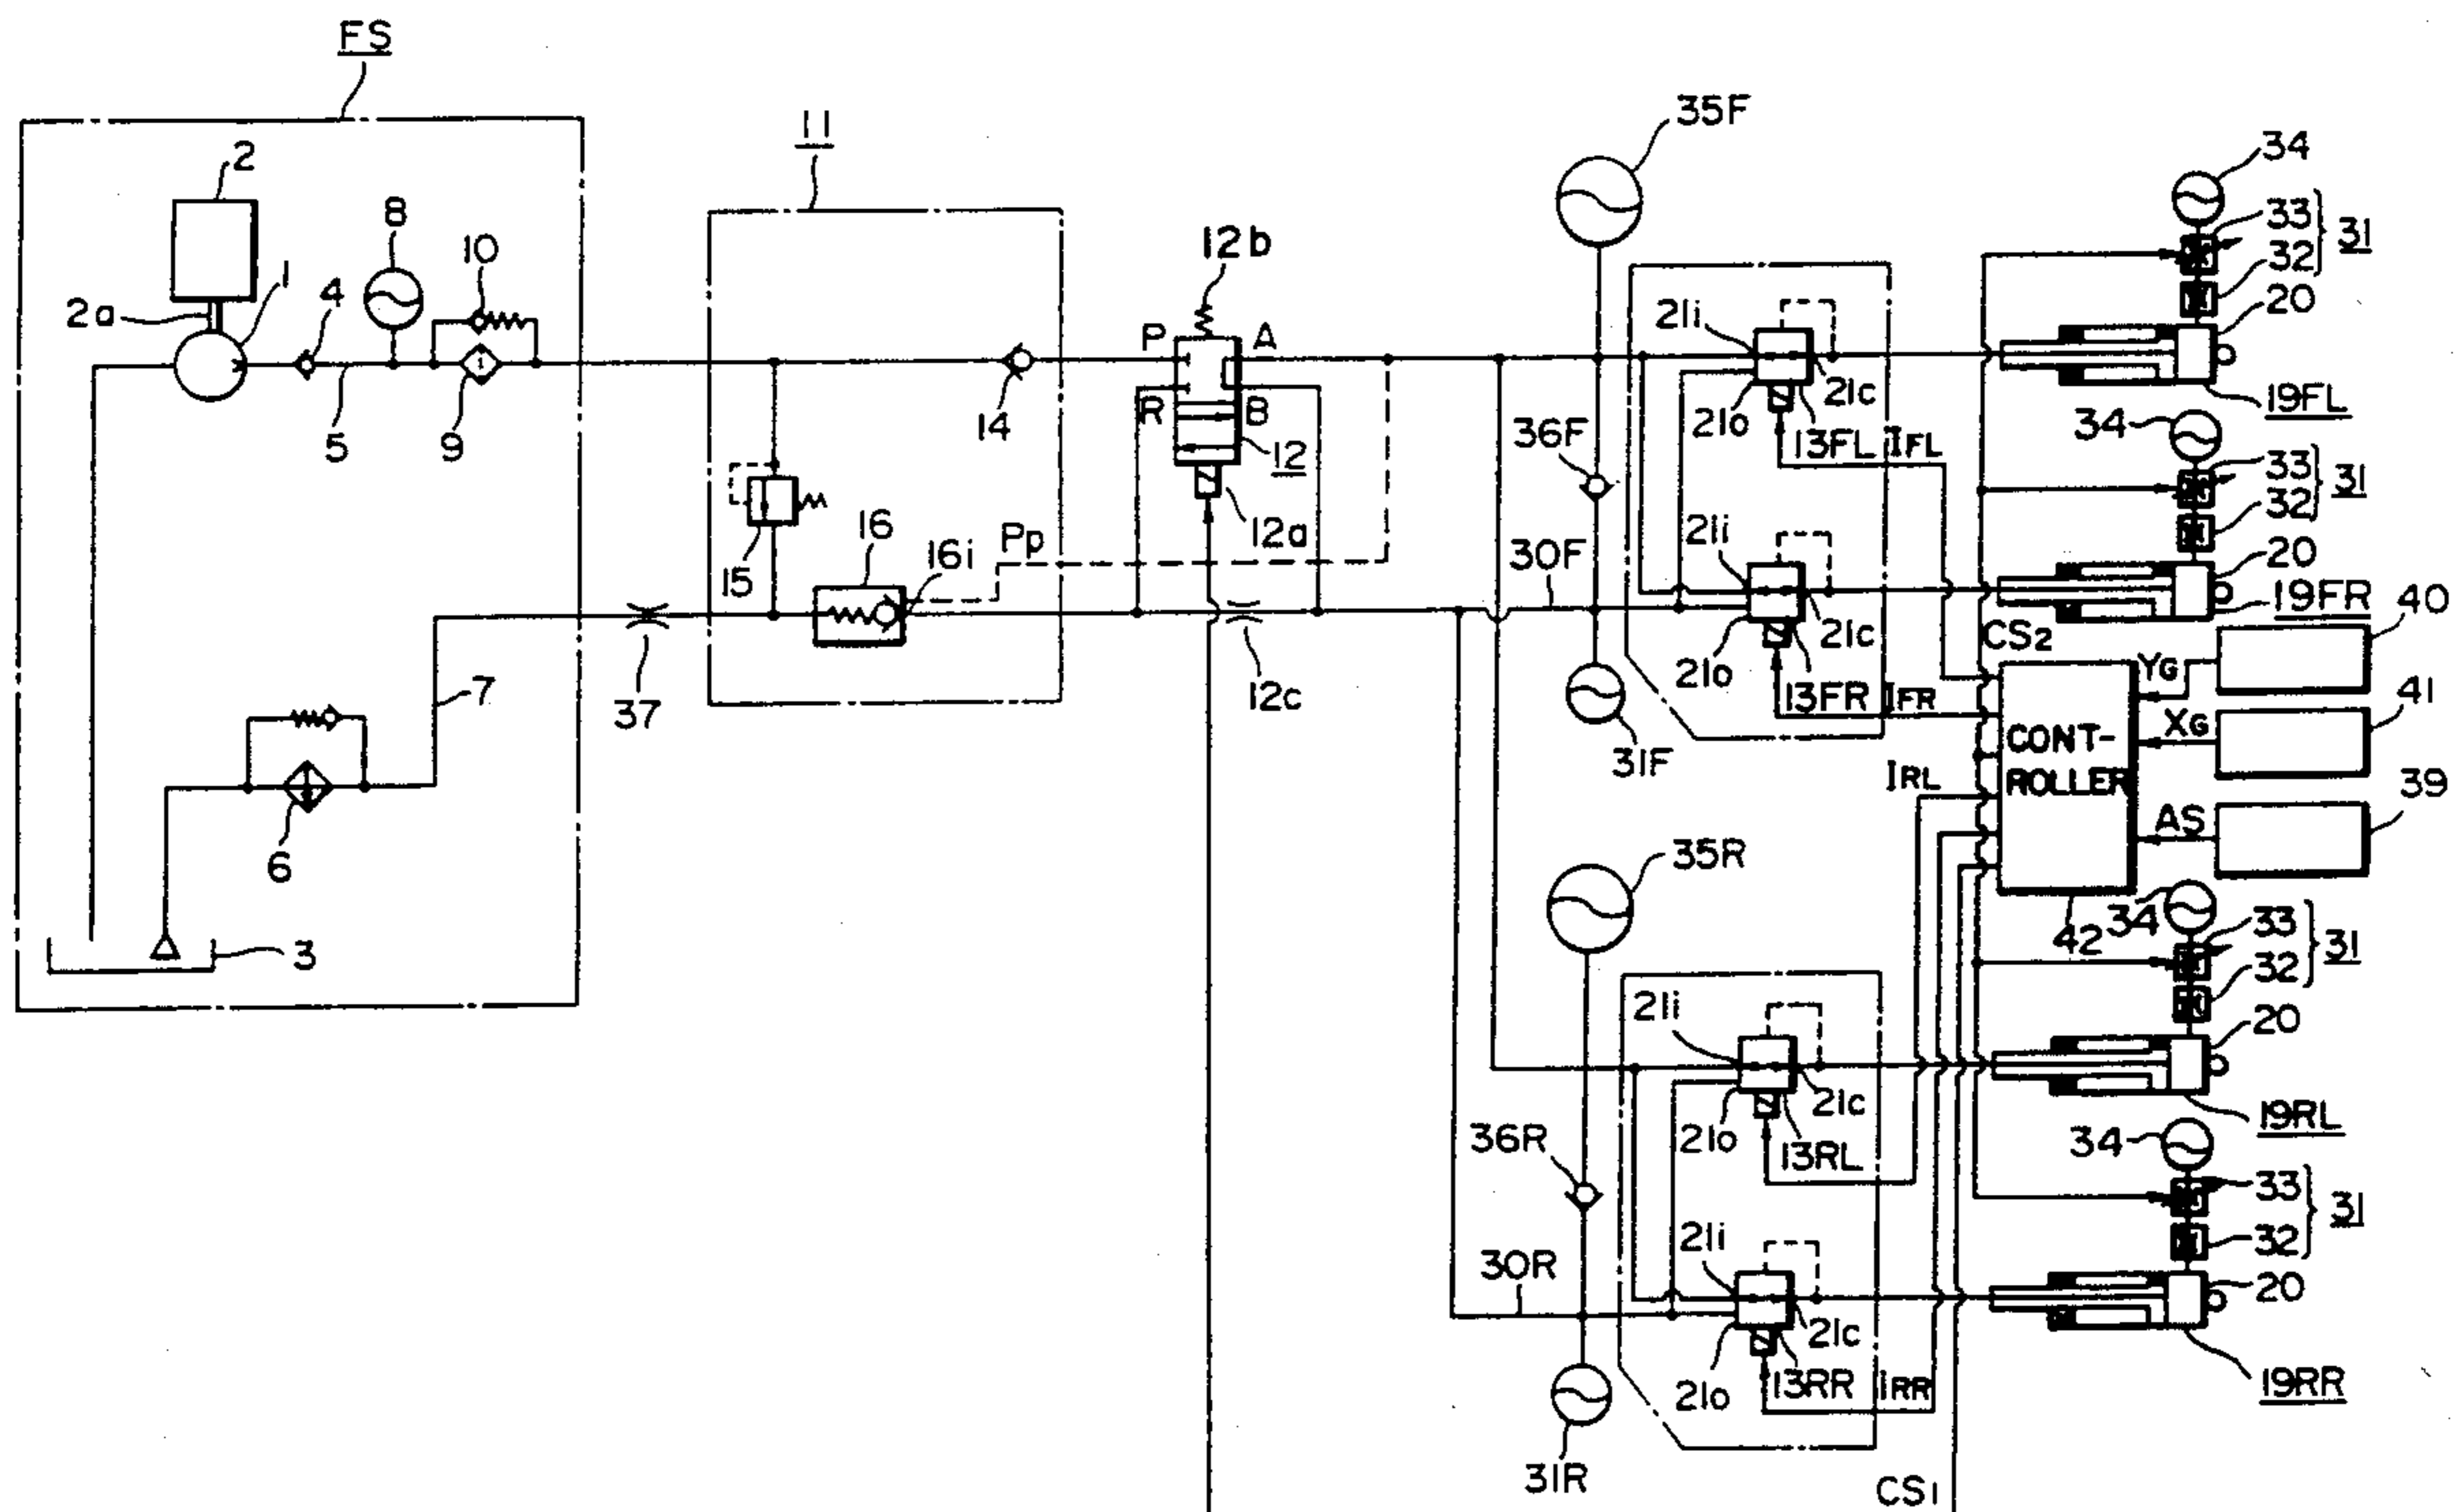 FS
2
8
10
2a
1
4
5
9
7
6
3
11
14
15
16
16i
Pp
37
12b
P
A
R
B
12
12a
12c
35F
36F
30F
31F
21i
21o
21c
13FL
IFL
21i
21o
21c
13FR
IFR
34
33
32
31
20
19FL
34
33
32
31
20
19FR
CS2
40
YG
41
XG
39
AS
CONT-
ROLLER
42
IRL
35R
36R
30R
31R
21i
21o
21c
13RL
21i
21o
21c
13RR
IRR
34
33
32
31
20
19RL
34
33
32
31
20
19RR
CS1